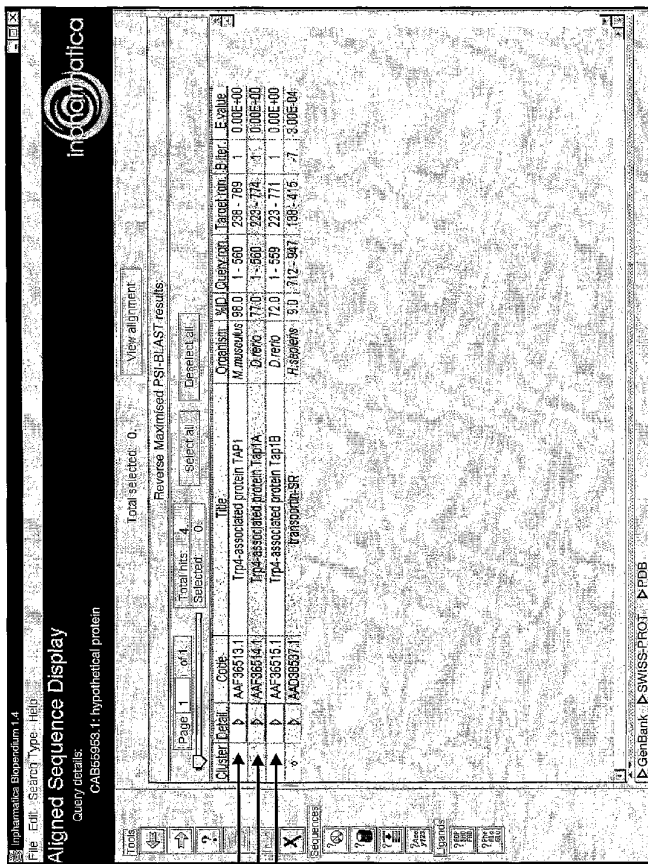 Inpharmatica Biopendium 1.4
File Edit Search Type Help
Aligned Sequence Display
Query details:
CAB55953.1: hypothetical protein
inpharmatica
Tools
Total selected: 0,
View alignment
Reverse Maximised PSI-BLAST results:
Page 1 of 1
Total hits 4
Selected: 0
Select all
Deselect all
Cluster Detail Code Title Organism %ID Query rgn. Target rgn. B.iter. E.value
AAF36513.1 Trp4-associated protein TAP1 M.musculus 98.0 1 - 560 238 - 789 1 0.00E+00
AAF36514.1 Trp4-associated protein Tap1A D.rerio 77.0 1 - 560 223 - 774 1 0.00E+00
AAF36515.1 Trp4-associated protein Tap1B D.rerio 72.0 1 - 559 223 - 771 1 0.00E+00
AAD38537.1 transportin-SR H.sapiens 9.0 712 - 947 188 - 415 -7 3.00E-04
Sequences
Ligands
GenBank SWISS-PROT PDB